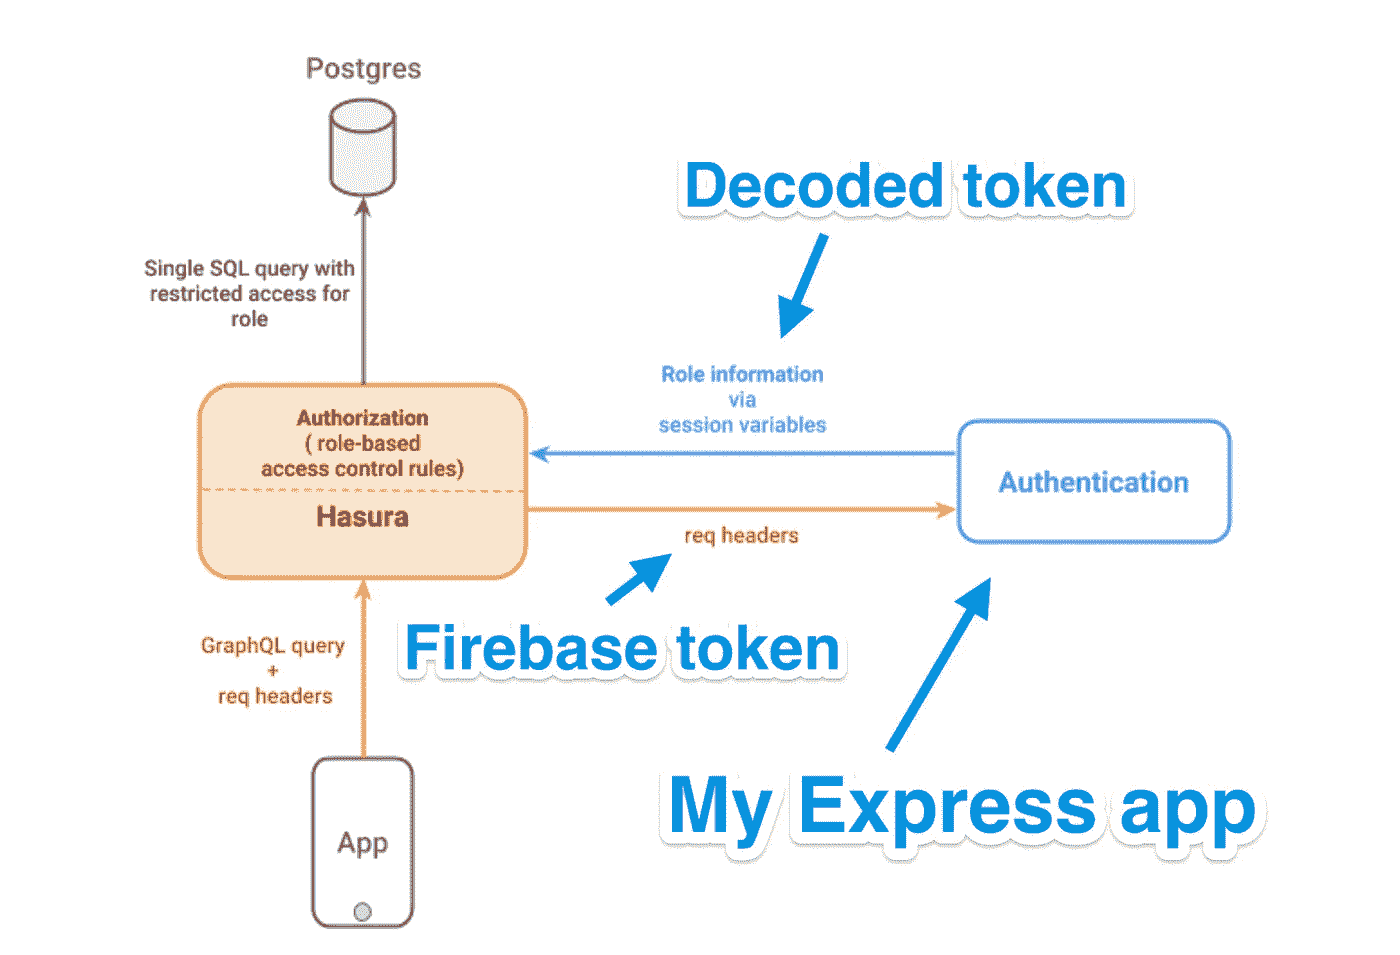 Postgres
Decoded token
Single SQL query with
restricted access for
role
Role information
via
session variables
Authorization
( role-based
access control rules)
Hasura
Authentication
req headers
Firebase token
GraphQL query
+
req headers
My Express app
App